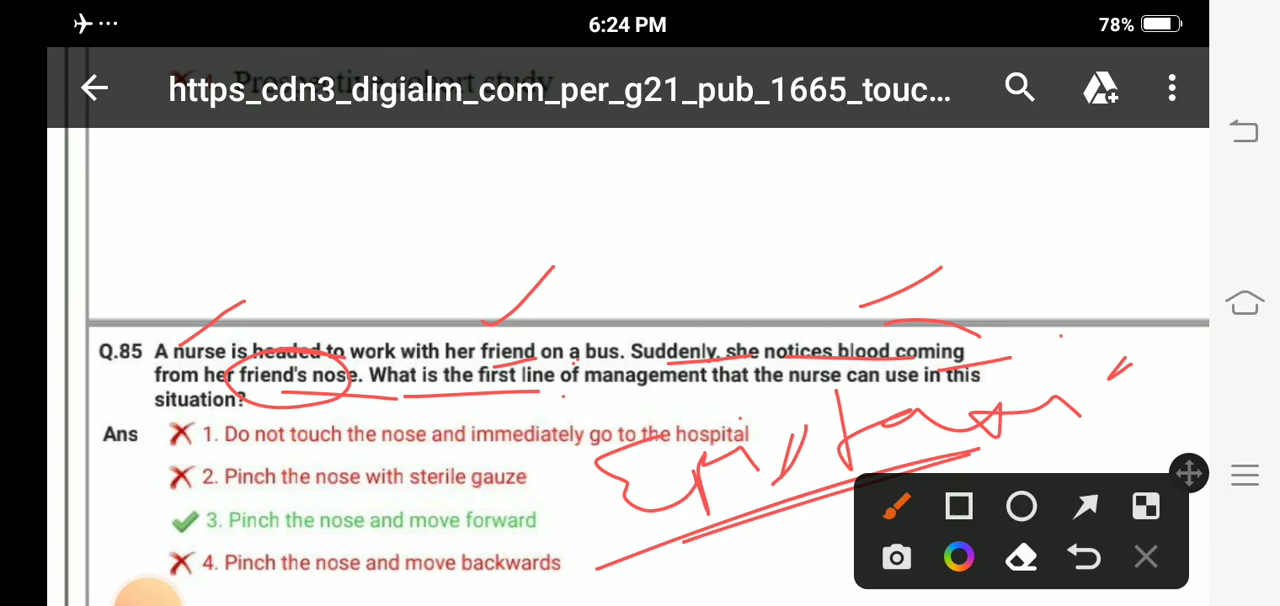 6:24 PM
78%
https_cdn3_digialm_com_per_g21_pub_1665_touc...
Q.85 A nurse is headed to work with her friend on a bus. Suddenly, she notices blood coming
from her friend's nose. What is the first line of management that the nurse can use in this
situation?
Ans 1. Do not touch the nose and immediately go to the hospital
2. Pinch the nose with sterile gauze
3. Pinch the nose and move forward
4. Pinch the nose and move backwards